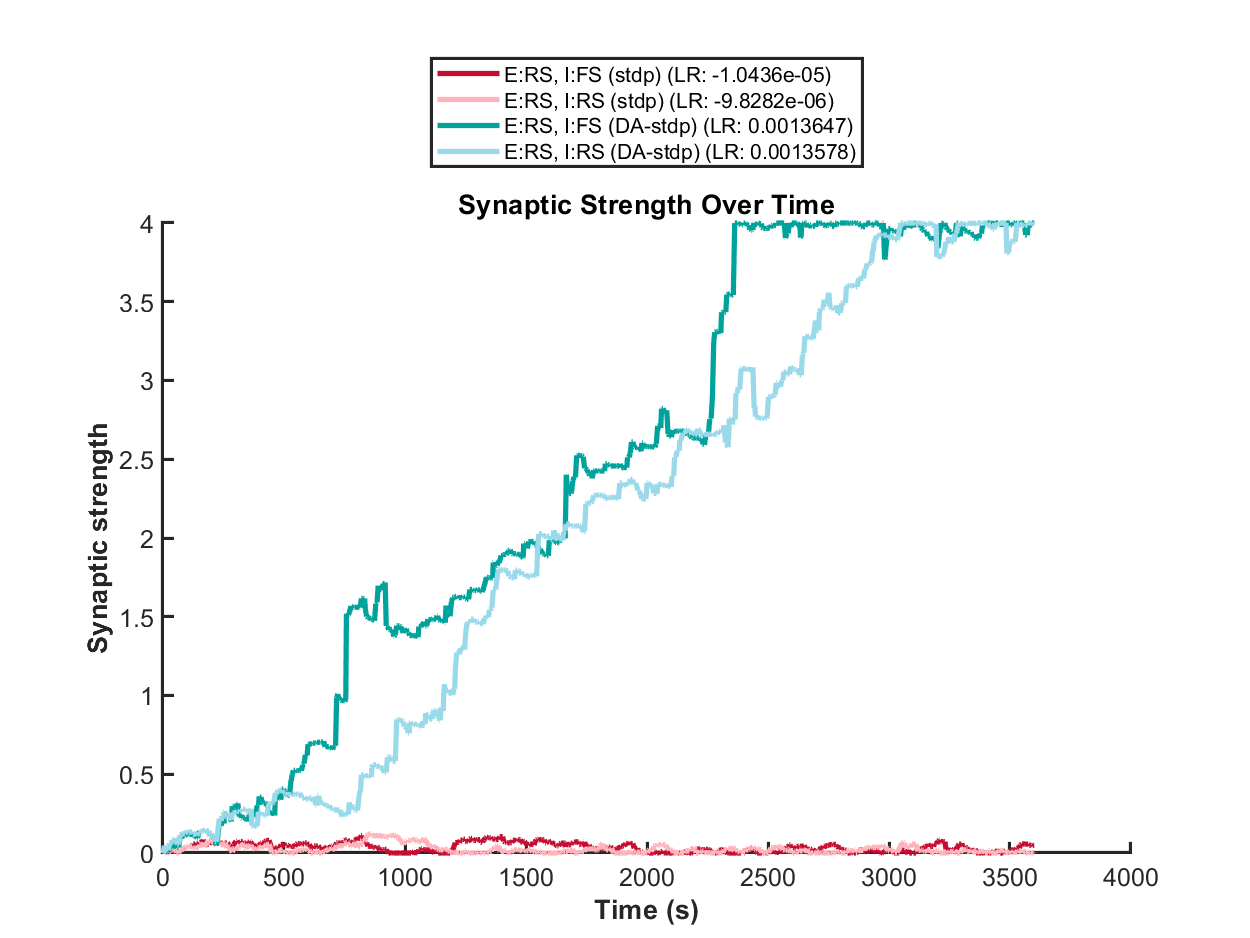 E:RS, I:FS (stdp) (LR: -1.0436e-05)
E:RS, I:RS (stdp) (LR: -9.8282e-06)
E:RS, I:FS (DA-stdp) (LR: 0.0013647)
E:RS, I:RS (DA-stdp) (LR: 0.0013578)
Synaptic Strength Over Time
4
3.5
3
2.5
2
1.5
1
0.5
0
Synaptic strength
0 500 1000 1500 2000 2500 3000 3500 4000
Time (s)